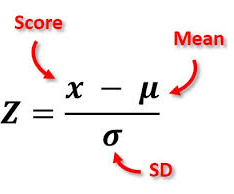 Score
Mean
Z = x − μ
σ
SD